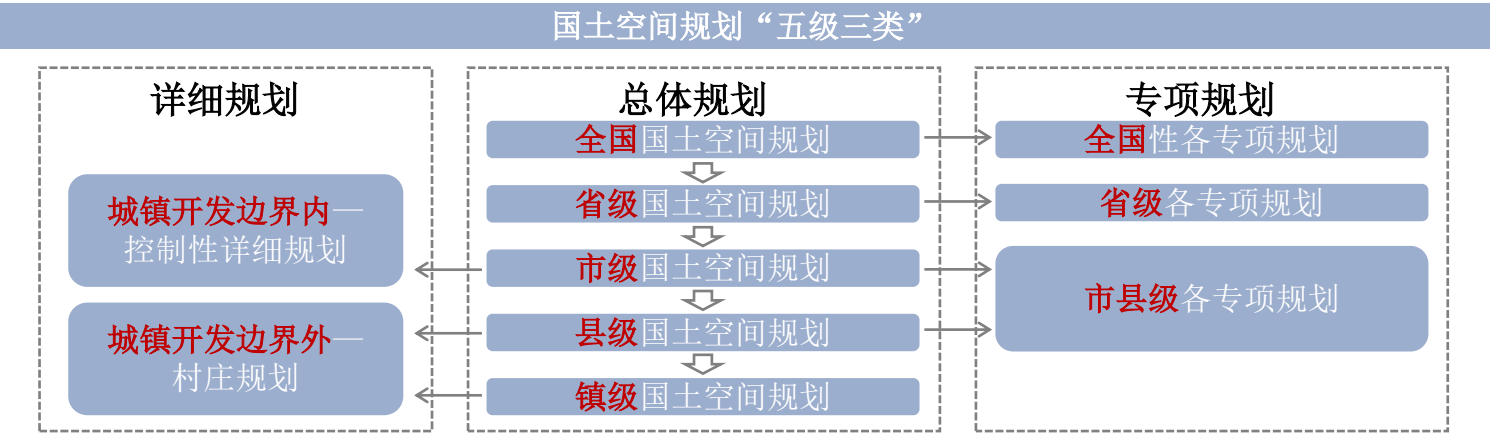 国土空间规划“五级三类”
详细规划
城镇开发边界内—
控制性详细规划
城镇开发边界外—
村庄规划
总体规划
全国国土空间规划
省级国土空间规划
市级国土空间规划
县级国土空间规划
镇级国土空间规划
专项规划
全国性各专项规划
省级各专项规划
市县级各专项规划